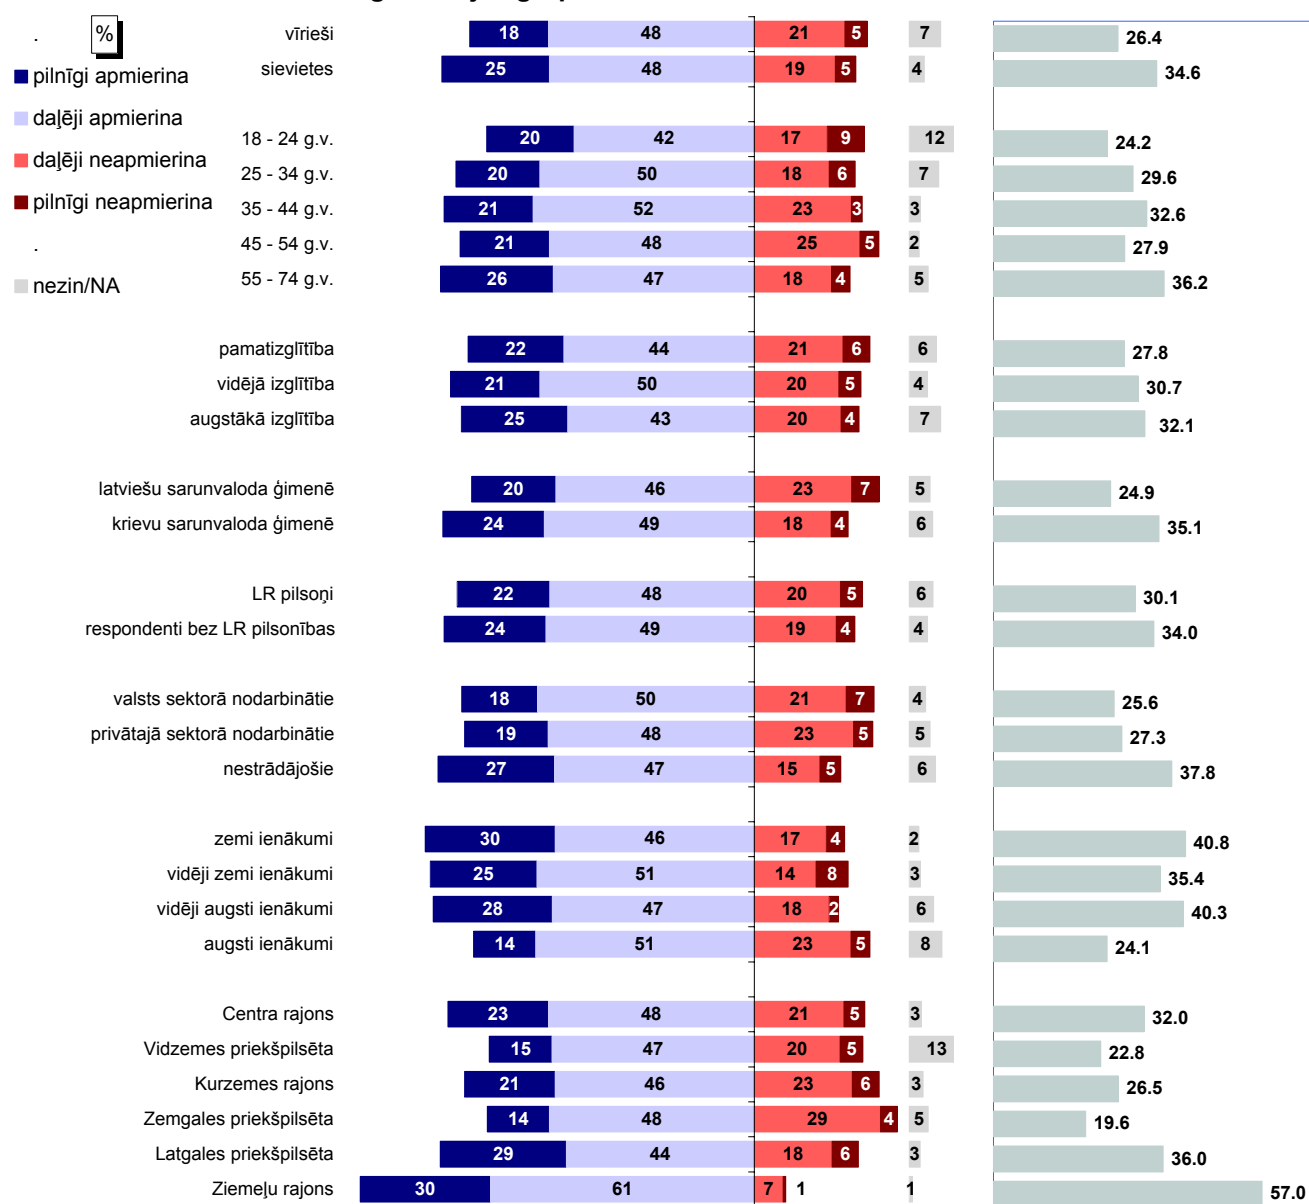 %
. vīrieši 18 48 21 5 7 26.4
pilnīgi apmierina sievietes 25 48 19 5 4 34.6
daļēji apmierina
18 - 24 g.v. 20 42 17 9 12 24.2
daļēji neapmierina 25 - 34 g.v. 20 50 18 6 7 29.6
pilnīgi neapmierina 35 - 44 g.v. 21 52 23 3 3 32.6
. 45 - 54 g.v. 21 48 25 5 2 27.9
nezin/NA 55 - 74 g.v. 26 47 18 4 5 36.2
pamatizglītība 22 44 21 6 6 27.8
vidējā izglītība 21 50 20 5 4 30.7
augstākā izglītība 25 43 20 4 7 32.1
latviešu sarunvaloda ģimenē 20 46 23 7 5 24.9
krievu sarunvaloda ģimenē 24 49 18 4 6 35.1
LR pilsoņi 22 48 20 5 6 30.1
respondenti bez LR pilsonības 24 49 19 4 4 34.0
valsts sektorā nodarbinātie 18 50 21 7 4 25.6
privātajā sektorā nodarbinātie 19 48 23 5 5 27.3
nestrādājošie 27 47 15 5 6 37.8
zemi ienākumi 30 46 17 4 2 40.8
vidēji zemi ienākumi 25 51 14 8 3 35.4
vidēji augsti ienākumi 28 47 18 2 6 40.3
augsti ienākumi 14 51 23 5 8 24.1
Centra rajons 23 48 21 5 3 32.0
Vidzemes priekšpilsēta 15 47 20 5 13 22.8
Kurzemes rajons 21 46 23 6 3 26.5
Zemgales priekšpilsēta 14 48 29 4 5 19.6
Latgales priekšpilsēta 29 44 18 6 3 36.0
Ziemeļu rajons 30 61 7 1 1 57.0